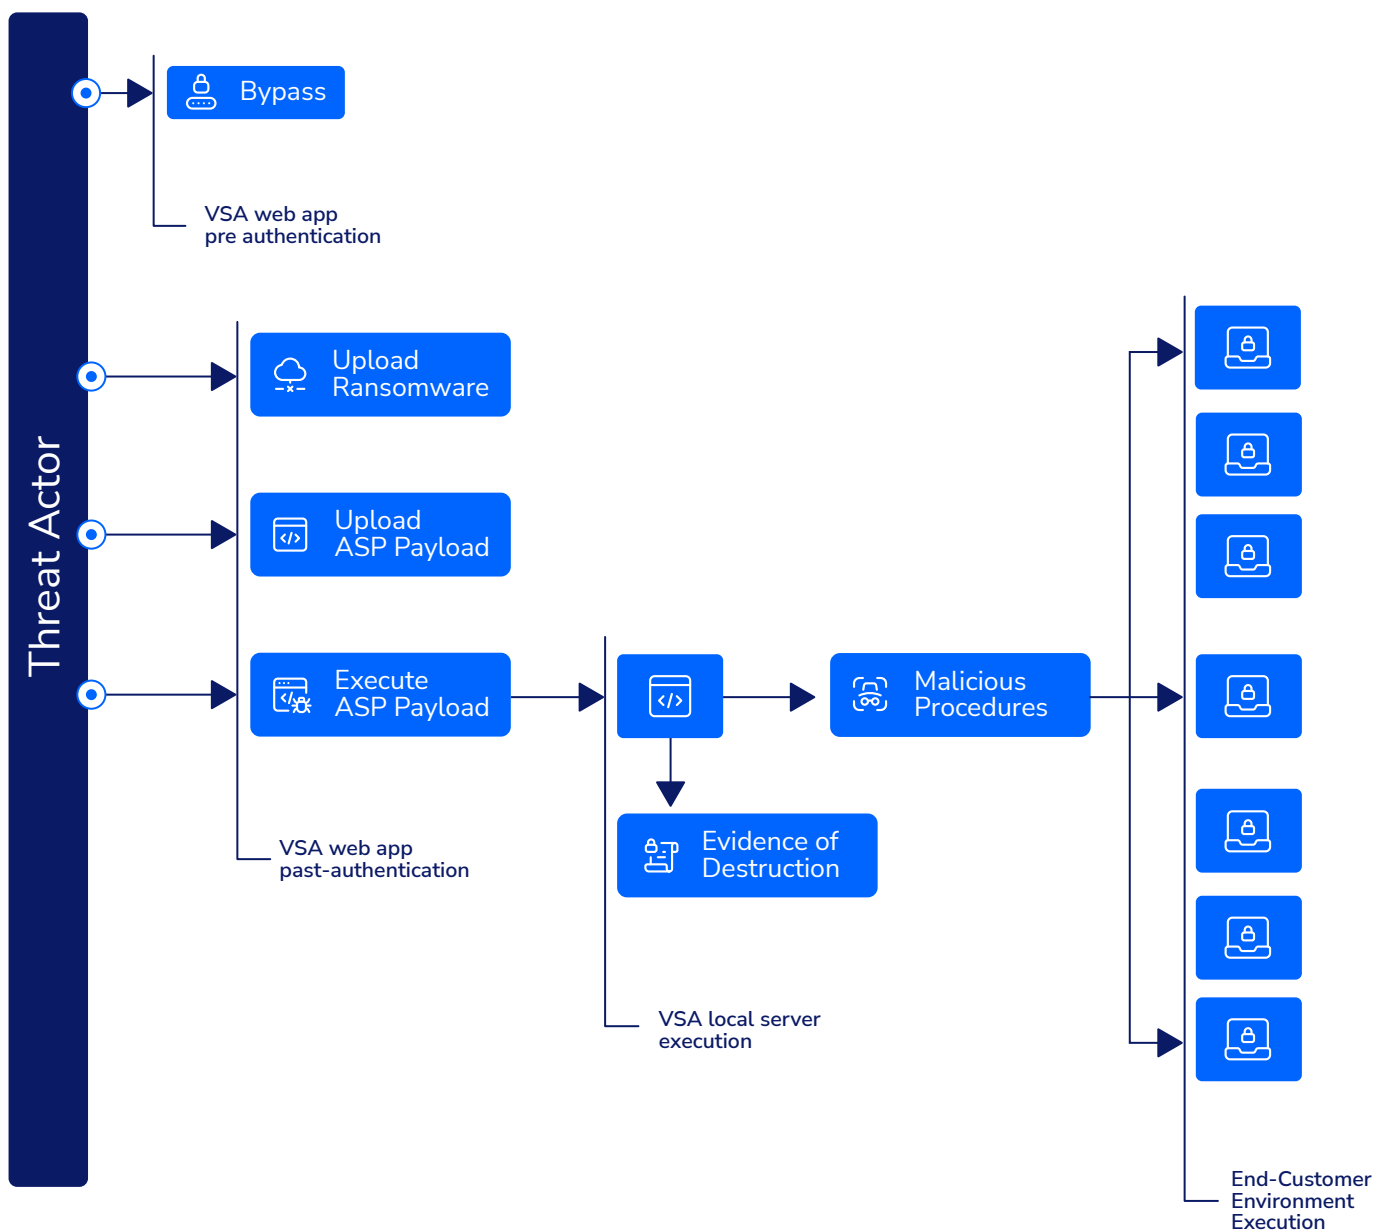 Threat Actor
Bypass
VSA web app
pre authentication
Upload
Ransomware
Upload
ASP Payload
Execute
ASP Payload
VSA web app
past-authentication
Malicious
Procedures
Evidence of
Destruction
VSA local server
execution
End-Customer
Environment
Execution